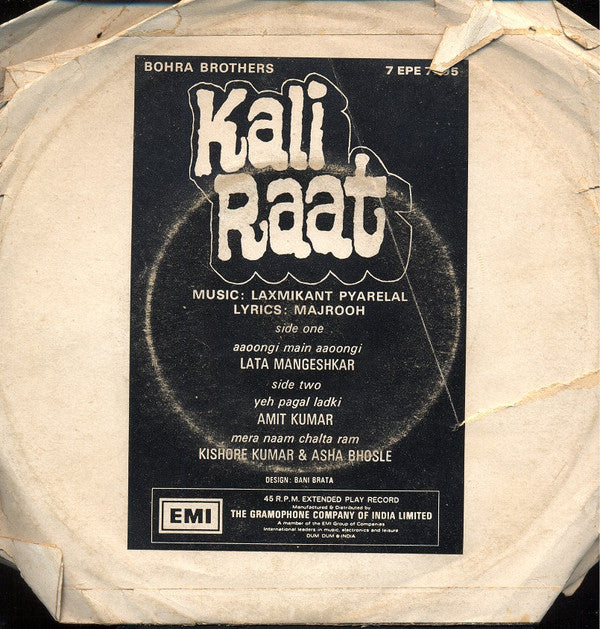 BOHRA BROTHERS
7 EPE
Kali
Raat
MUSIC: LAXMIKANT PYARELAL
LYRICS: MAJROOH
side one
aaoongi main aaoongi
LATA MANGESHKAR
side two
yeh pagal ladki
AMIT KUMAR
mera naam chalta ram
KISHORE KUMAR & ASHA BHOSLE
DESIGN: BANI BRATA
EMI
45 R.P.M. EXTENDED PLAY RECORD
Manufactured & Distributed by
THE GRAMOPHONE COMPANY OF INDIA LIMITED
A member of the EMI Group of Companies
International leaders in music, electronics and leisure
DUM DUM INDIA